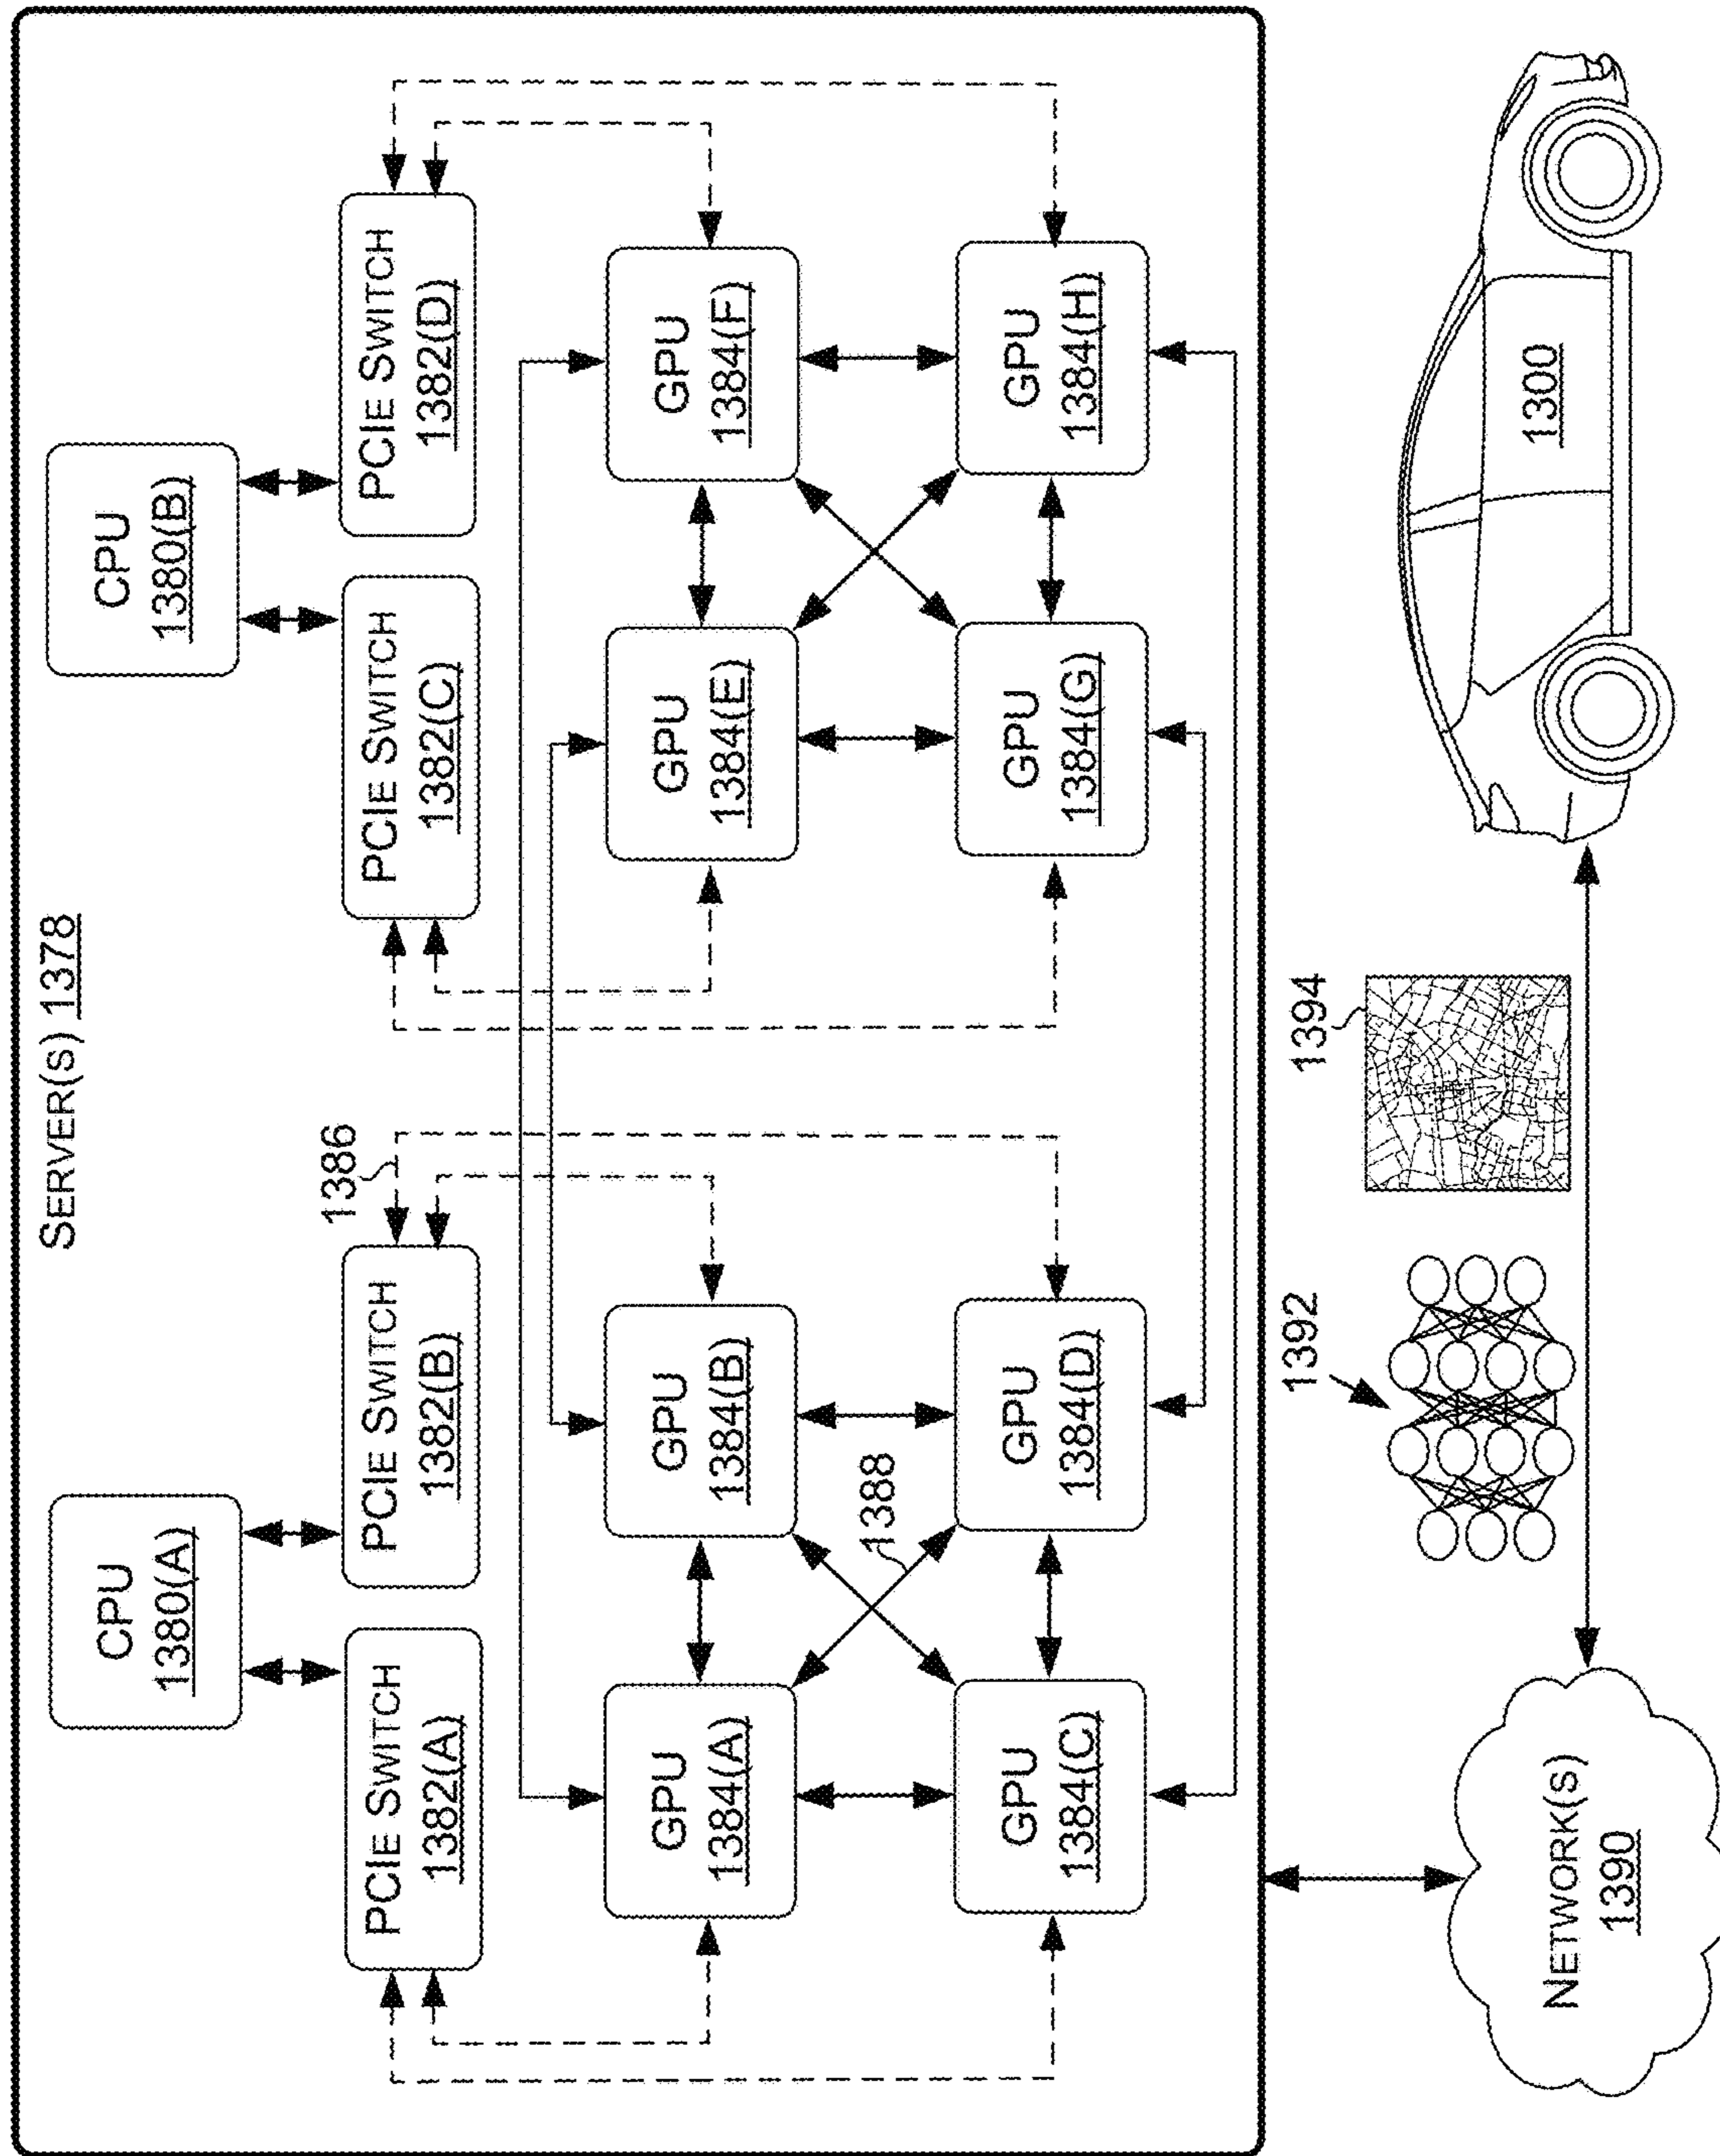 SERVER(S) 1378
CPU
1380(A)
CPU
1380(B)
PCIE SWITCH
1382(A)
PCIE SWITCH
1382(B)
1386
PCIE SWITCH
1382(C)
PCIE SWITCH
1382(D)
GPU
1384(A)
GPU
1384(B)
GPU
1384(E)
GPU
1384(F)
1388
GPU
1384(C)
GPU
1384(D)
GPU
1384(G)
GPU
1384(H)
NETWORK(S)
1390
1392
1394
1300